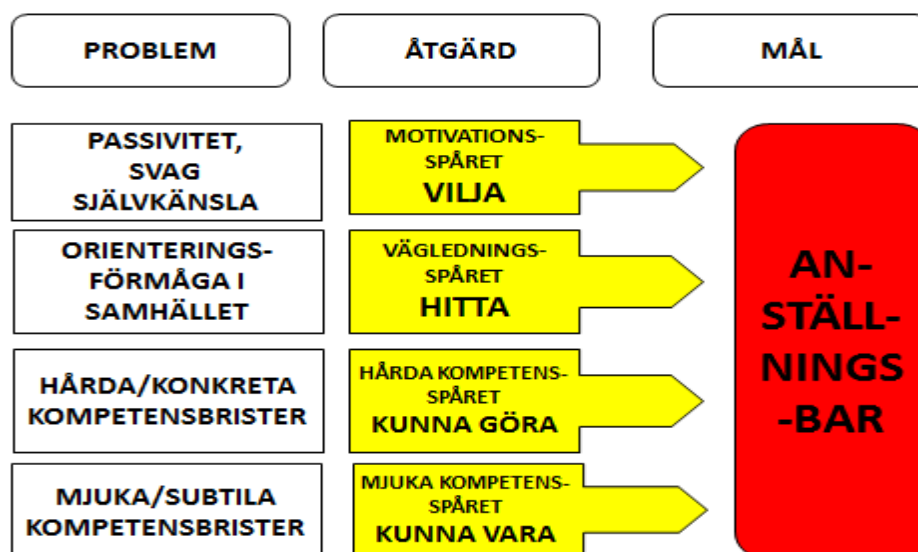 PROBLEM
ÅTGÄRD
MÅL
PASSIVITET,
SVAG
SJÄLVKÄNSLA
MOTIVATIONS-
SPÅRET
VILJA
ORIENTERINGS-
FÖRMÅGA I
SAMHÄLLET
VÄGLEDNINGS-
SPÅRET
HITTA
HÅRDA/KONKRETA
KOMPETENSBRISTER
HÅRDA KOMPETENS-
SPÅRET
KUNNA GÖRA
MJUKA/SUBTILA
KOMPETENSBRISTER
MJUKA KOMPETENS-
SPÅRET
KUNNA VARA
AN-
STÄLL-
NINGS
-BAR